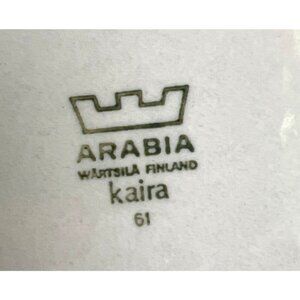 ARABIA
WÄRTSILÄ FINLAND
kaira
61